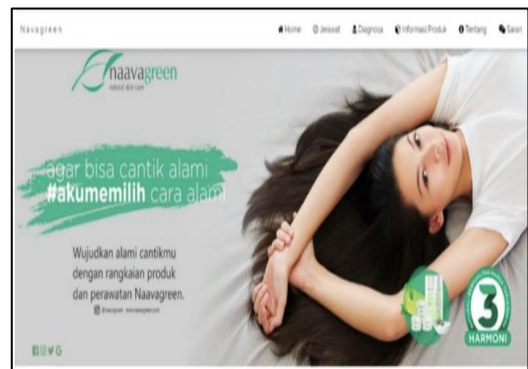 Navagreen
Home Jerawat Diagnosa Informasi Produk Tentang Saran
naavagreen
natural skin care
agar bisa cantik alami
#akumemilih cara alami
Wujudkan alami cantikmu
dengan rangkaian produk
dan perawatan Naavagreen.
3
HARMONI